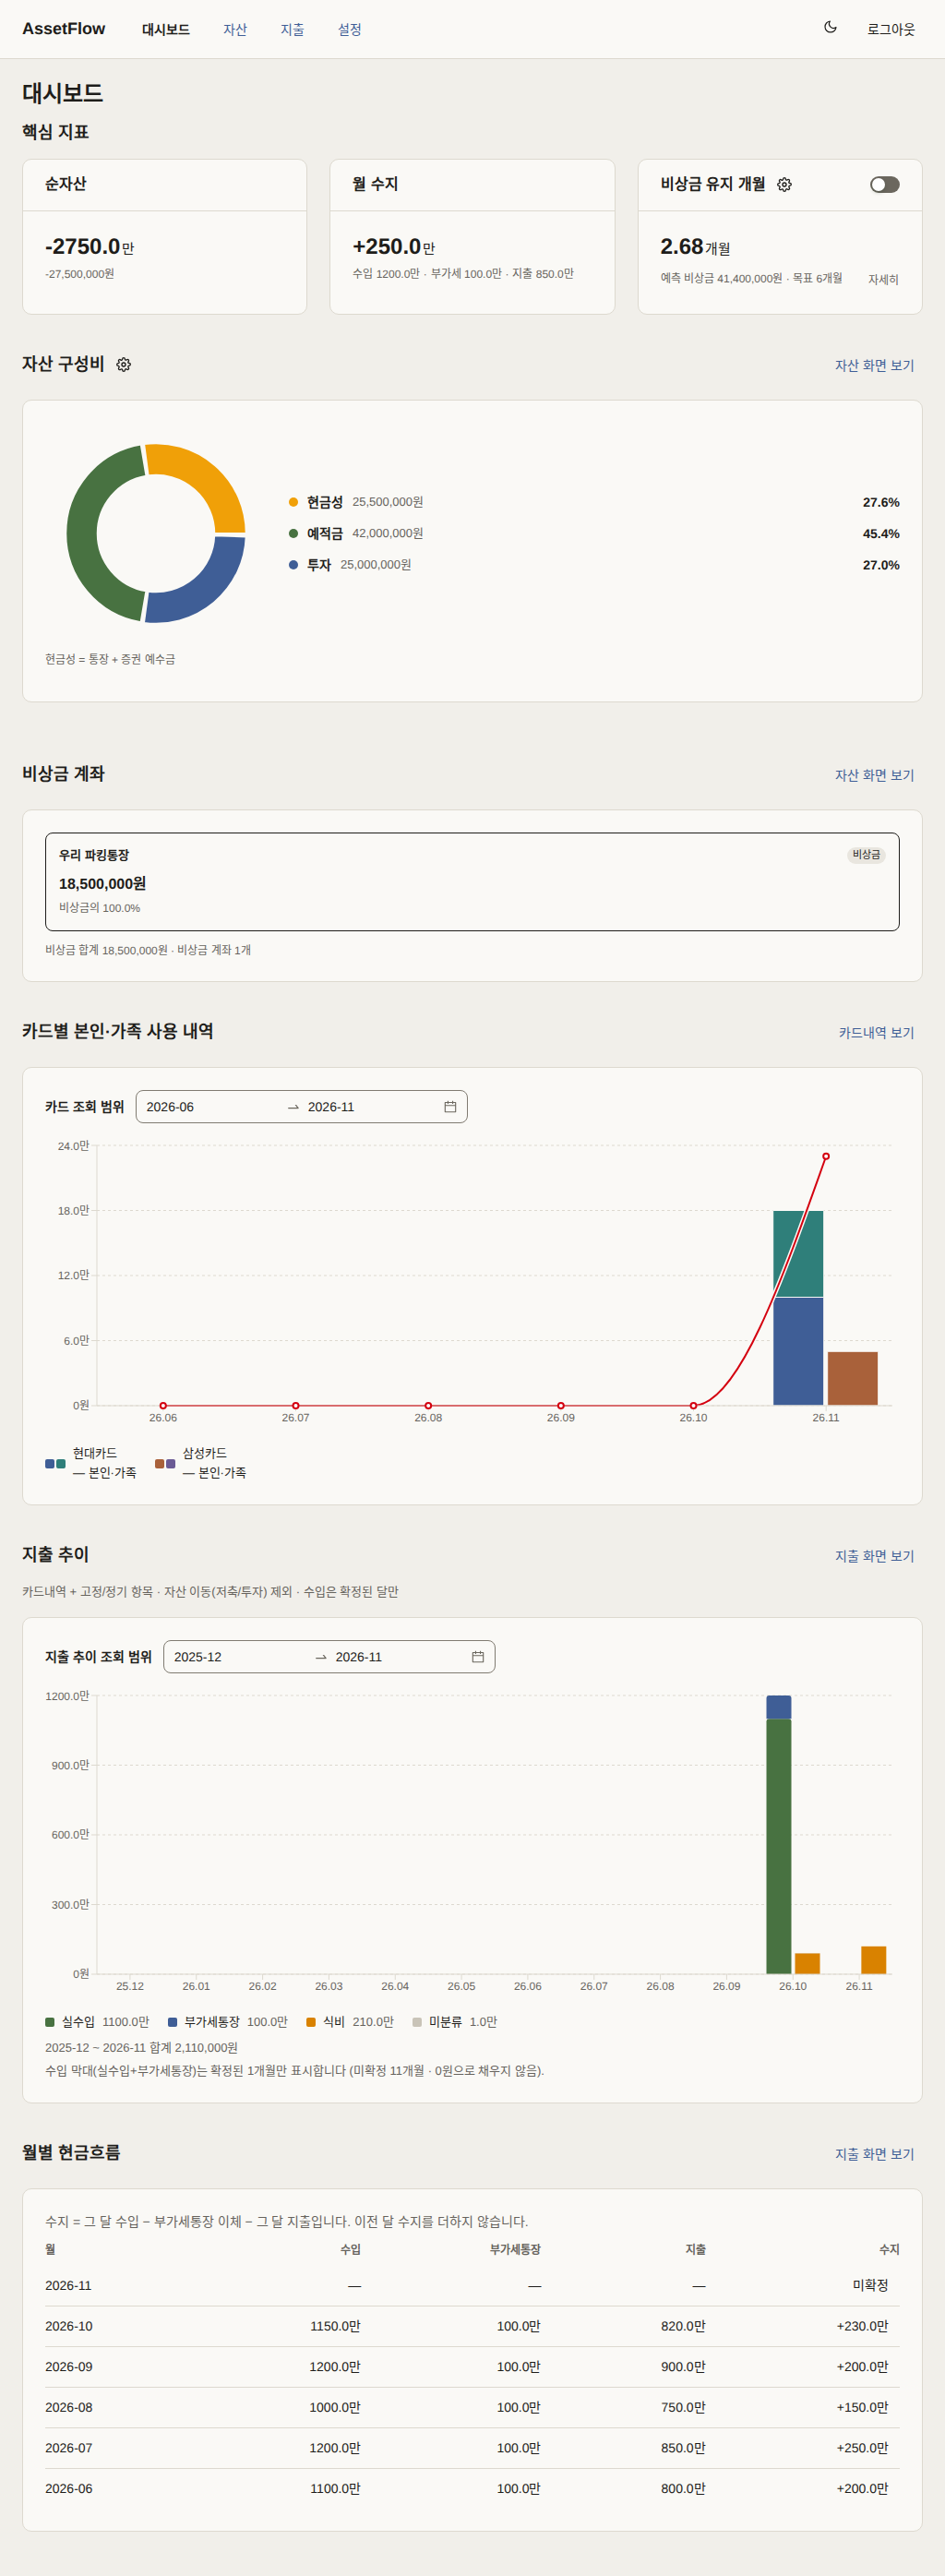 AssetFlow 대시보드 자산 지출 설정 로그아웃
대시보드
핵심 지표
순자산
-2750.0만
-27,500,000원
월 수지
+250.0만
수입 1200.0만 · 부가세 100.0만 · 지출 850.0만
비상금 유지 개월
2.68개월
예측 비상금 41,400,000원 · 목표 6개월 자세히
자산 구성비 자산 화면 보기
현금성 25,500,000원 27.6%
예적금 42,000,000원 45.4%
투자 25,000,000원 27.0%
현금성 = 통장 + 증권 예수금
비상금 계좌 자산 화면 보기
우리 파킹통장 비상금
18,500,000원
비상금의 100.0%
비상금 합계 18,500,000원 · 비상금 계좌 1개
카드별 본인·가족 사용 내역 카드내역 보기
카드 조회 범위 2026-06 → 2026-11
24.0만
18.0만
12.0만
6.0만
0원
26.06 26.07 26.08 26.09 26.10 26.11
현대카드
— 본인·가족
삼성카드
— 본인·가족
지출 추이 지출 화면 보기
카드내역 + 고정/정기 항목 · 자산 이동(저축/투자) 제외 · 수입은 확정된 달만
지출 추이 조회 범위 2025-12 → 2026-11
1200.0만
900.0만
600.0만
300.0만
0원
25.12 26.01 26.02 26.03 26.04 26.05 26.06 26.07 26.08 26.09 26.10 26.11
실수입 1100.0만 부가세통장 100.0만 식비 210.0만 미분류 1.0만
2025-12 ~ 2026-11 합계 2,110,000원
수입 막대(실수입+부가세통장)는 확정된 1개월만 표시합니다 (미확정 11개월 · 0원으로 채우지 않음).
월별 현금흐름 지출 화면 보기
수지 = 그 달 수입 − 부가세통장 이체 − 그 달 지출입니다. 이전 달 수지를 더하지 않습니다.
월 수입 부가세통장 지출 수지
2026-11 — — — 미확정
2026-10 1150.0만 100.0만 820.0만 +230.0만
2026-09 1200.0만 100.0만 900.0만 +200.0만
2026-08 1000.0만 100.0만 750.0만 +150.0만
2026-07 1200.0만 100.0만 850.0만 +250.0만
2026-06 1100.0만 100.0만 800.0만 +200.0만